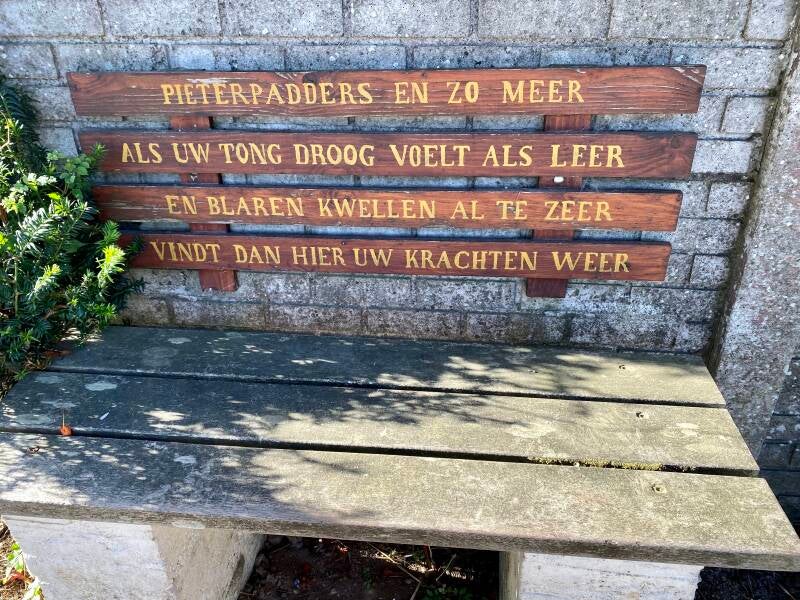 PIETERPADDERS EN ZO MEER
ALS UW TONG DROOG VOELT ALS LEER
EN BLAREN KWELLEN AL TE ZEER
VINDT DAN HIER UW KRACHTEN WEER